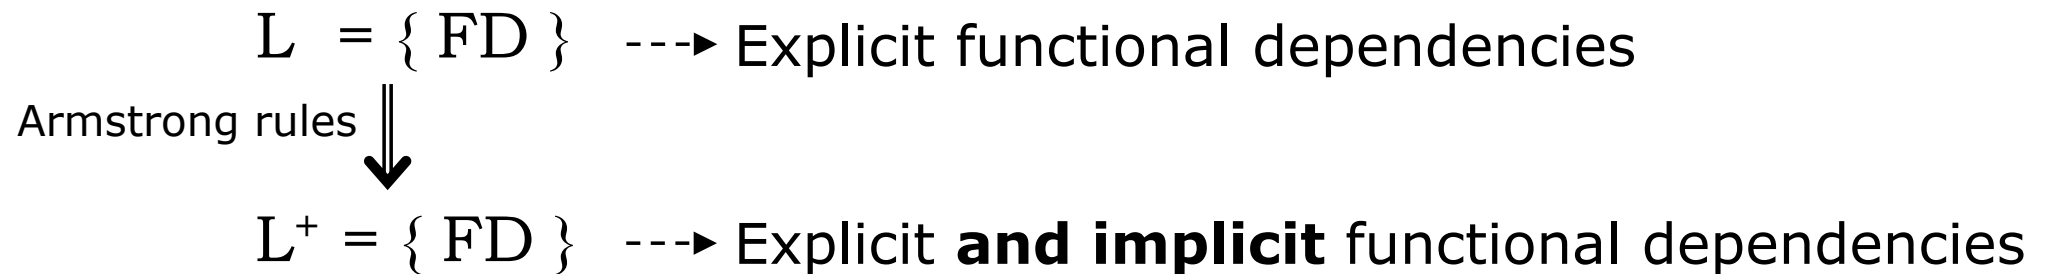 L = { FD } Explicit functional dependencies
Armstrong rules
L⁺ = { FD } Explicit and implicit functional dependencies